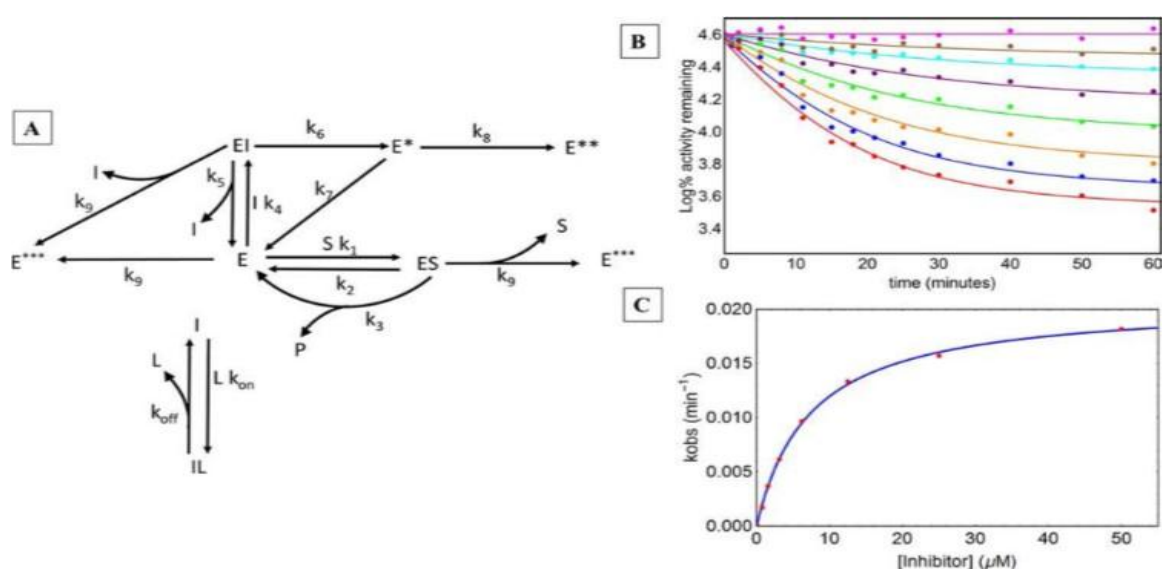 A
EI
k6
E*
k8
E**
I
k5
I k4
k7
k9
I
S
E***
E
S k1
ES
E***
k9
k2
k9
k3
P
I
L
L kon
koff
IL
B
Log% activity remaining
4.6
4.4
4.2
4.0
3.8
3.6
3.4
0
10
20
30
40
50
60
time (minutes)
C
kobs (min⁻¹)
0.020
0.015
0.010
0.005
0.000
0
10
20
30
40
50
[Inhibitor] (μM)